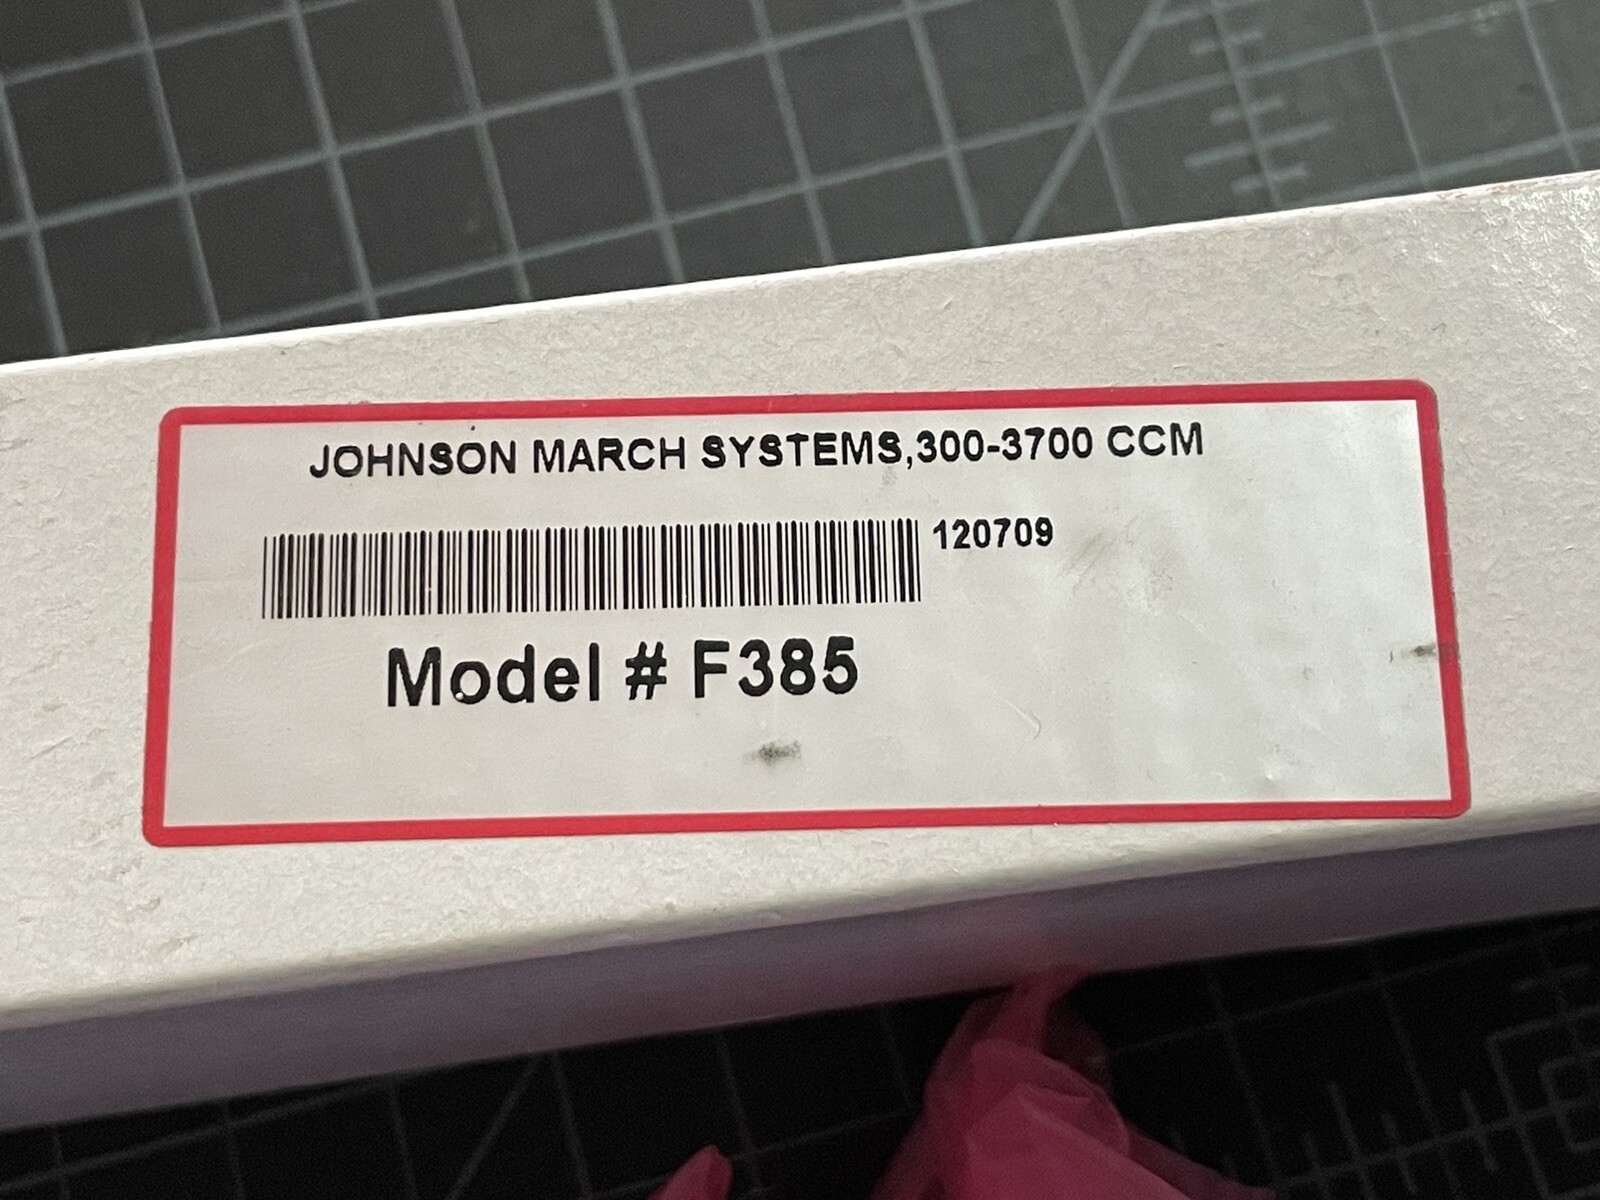 JOHNSON MARCH SYSTEMS,300-3700 CCM
120709
Model # F385